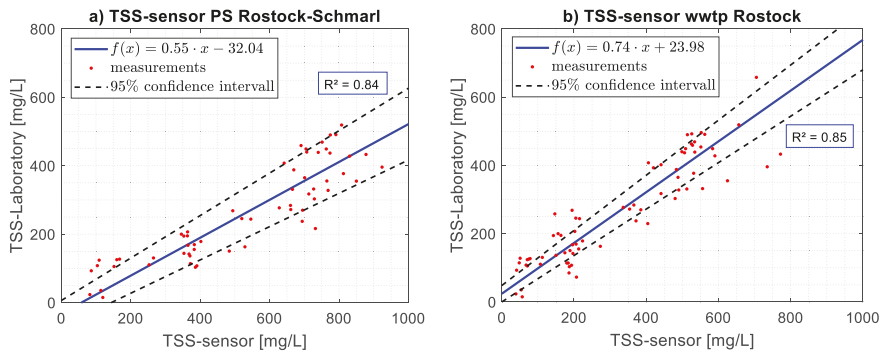 a) TSS-sensor PS Rostock-Schmarl
f(x) = 0.55 · x − 32.04
measurements
95% confidence intervall
R² = 0.84
TSS-Laboratory [mg/L]
800
600
400
200
0
0 200 400 600 800 1000
TSS-sensor [mg/L]
b) TSS-sensor wwtp Rostock
f(x) = 0.74 · x + 23.98
measurements
95% confidence intervall
R² = 0.85
TSS-Laboratory [mg/L]
800
600
400
200
0
0 200 400 600 800 1000
TSS-sensor [mg/L]